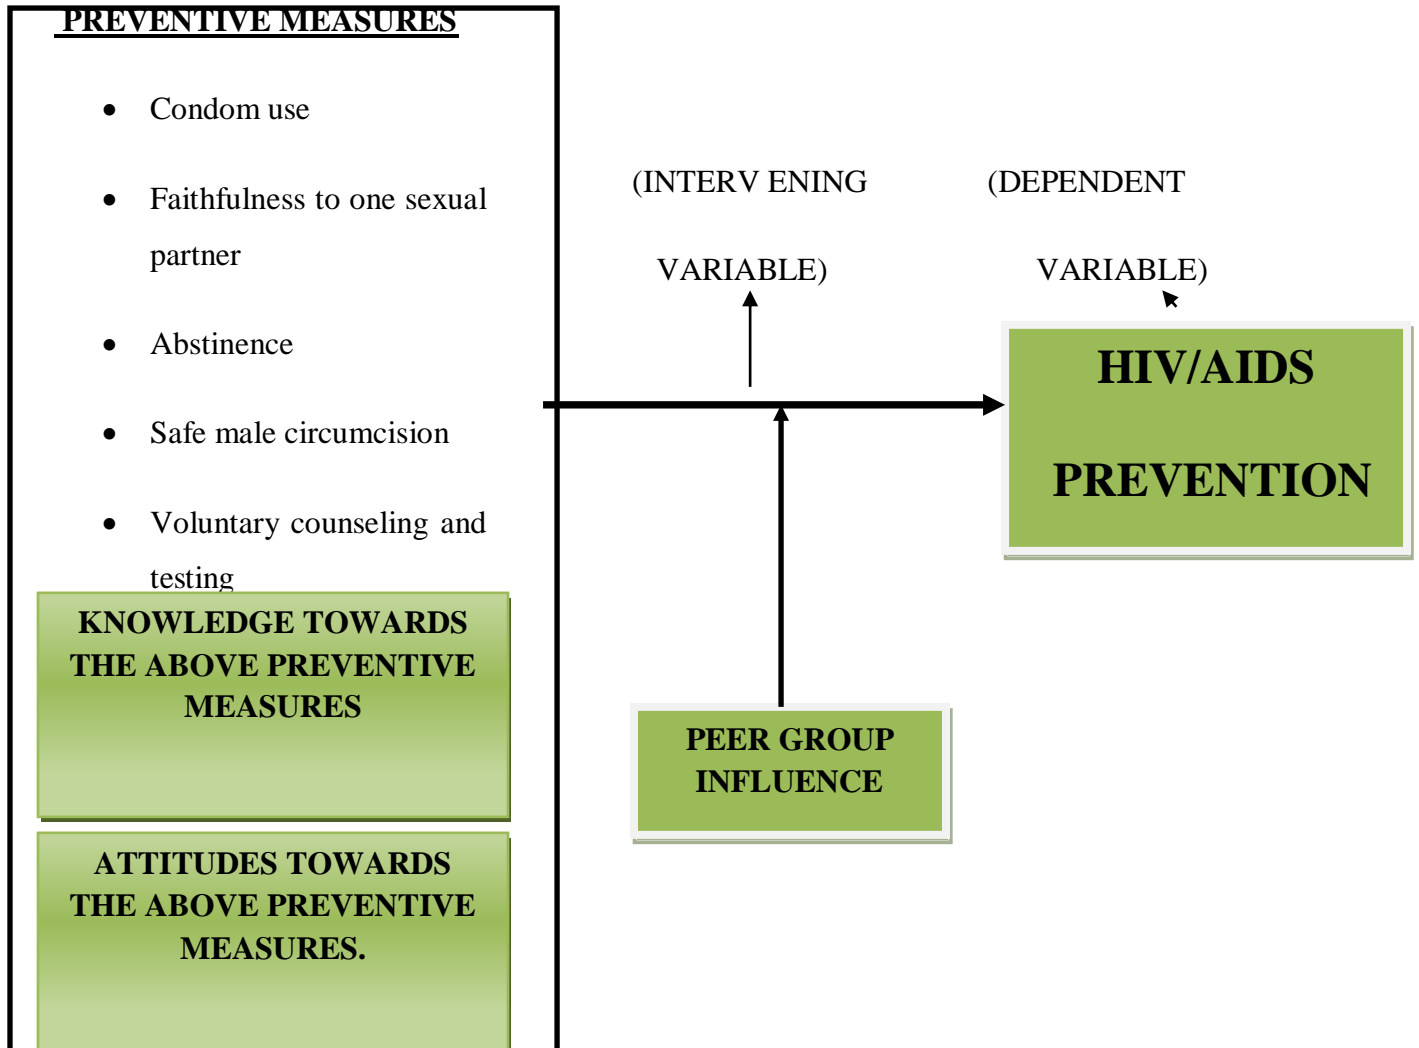 PREVENTIVE MEASURES
• Condom use
• Faithfulness to one sexual
partner
• Abstinence
• Safe male circumcision
• Voluntary counseling and
testing
KNOWLEDGE TOWARDS
THE ABOVE PREVENTIVE
MEASURES
ATTITUDES TOWARDS
THE ABOVE PREVENTIVE
MEASURES.
(INTERV ENING
VARIABLE)
(DEPENDENT
VARIABLE)
HIV/AIDS
PREVENTION
PEER GROUP
INFLUENCE